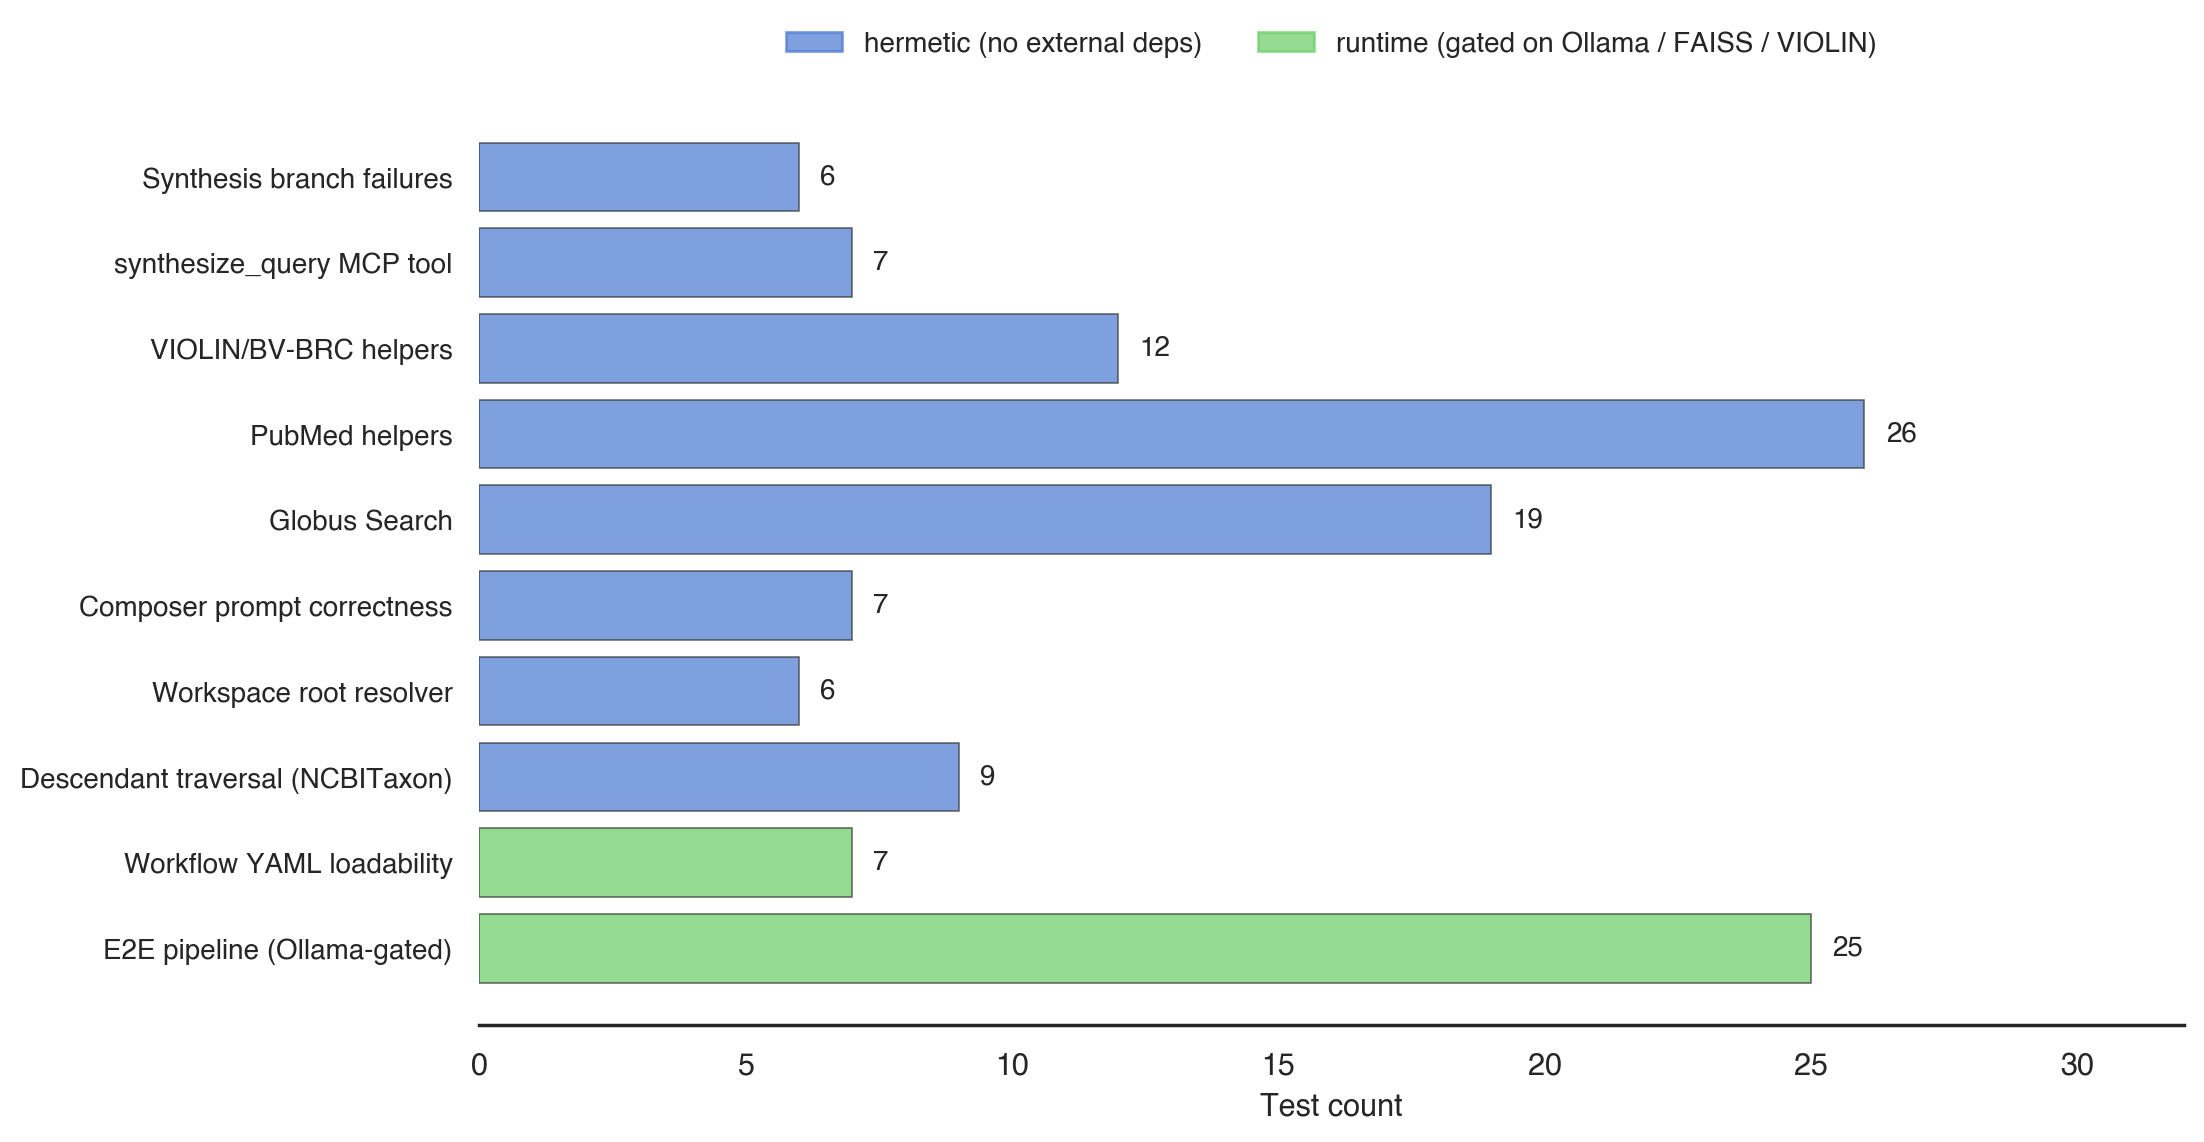 hermetic (no external deps)
runtime (gated on Ollama / FAISS / VIOLIN)
Synthesis branch failures
6
synthesize_query MCP tool
7
VIOLIN/BV-BRC helpers
12
PubMed helpers
26
Globus Search
19
Composer prompt correctness
7
Workspace root resolver
6
Descendant traversal (NCBITaxon)
9
Workflow YAML loadability
7
E2E pipeline (Ollama-gated)
25
0 5 10 15 20 25 30
Test count